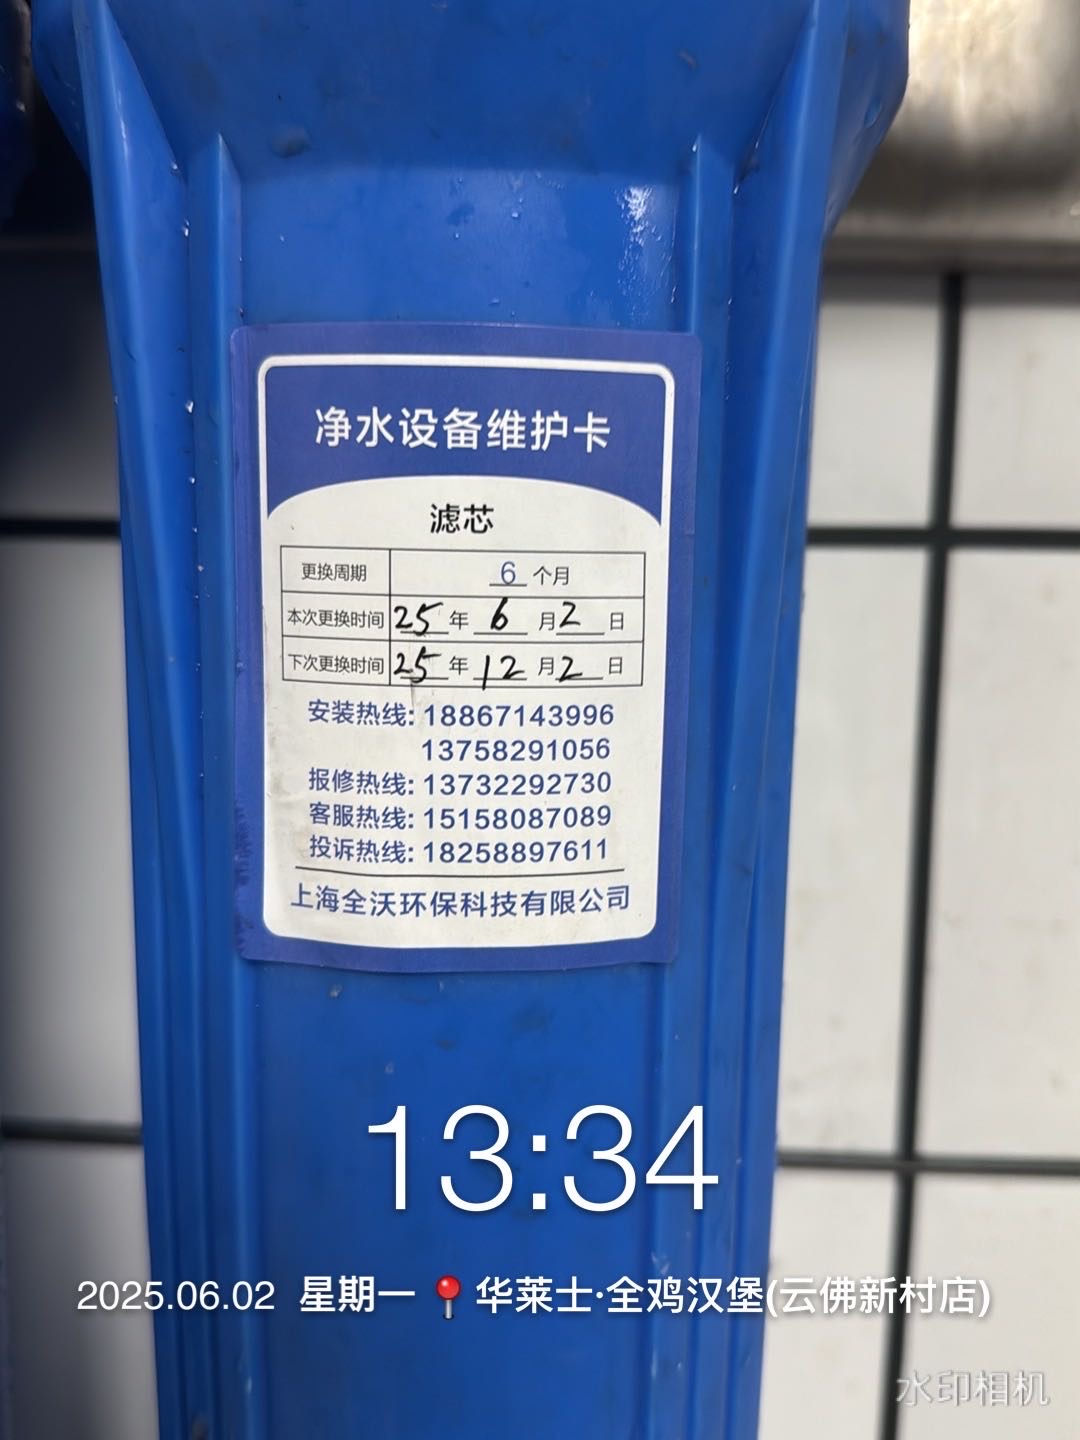 净水设备维护卡
滤芯
更换周期 6 个月
本次更换时间 25 年 6 月 2 日
下次更换时间 25 年 12 月 2 日
安装热线: 18867143996
13758291056
报修热线: 13732292730
客服热线: 15158087089
投诉热线: 18258897611
上海全沃环保科技有限公司
13:34
2025.06.02 星期一 📍 华莱士·全鸡汉堡(云佛新村店)
水印相机